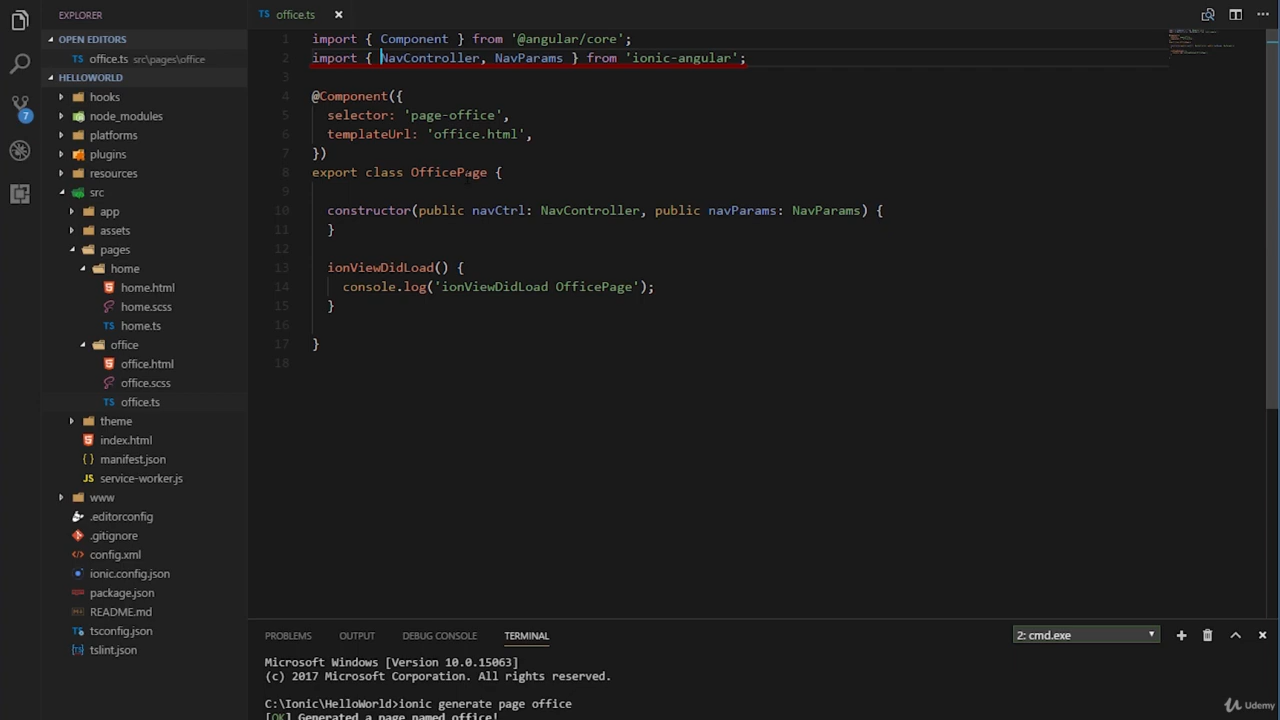 EXPLORER
OPEN EDITORS
office.ts src\pages\office
HELLOWORLD
hooks
node_modules
platforms
plugins
resources
src
app
assets
pages
home
home.html
home.scss
home.ts
office
office.html
office.scss
office.ts
theme
index.html
manifest.json
service-worker.js
www
.editorconfig
.gitignore
config.xml
ionic.config.json
package.json
README.md
tsconfig.json
tslint.json
7
office.ts
1 import { Component } from '@angular/core';
2 import { NavController, NavParams } from 'ionic-angular';
3
4 @Component({
5 selector: 'page-office',
6 templateUrl: 'office.html',
7 })
8 export class OfficePage {
9
10 constructor(public navCtrl: NavController, public navParams: NavParams) {
11 }
12
13 ionViewDidLoad() {
14 console.log('ionViewDidLoad OfficePage');
15 }
16
17 }
18
PROBLEMS OUTPUT DEBUG CONSOLE TERMINAL 2: cmd.exe
Microsoft Windows [Version 10.0.15063]
(c) 2017 Microsoft Corporation. All rights reserved.
C:\Ionic\HelloWorld>ionic generate page office
[OK] Generated a page named office!
Udemy